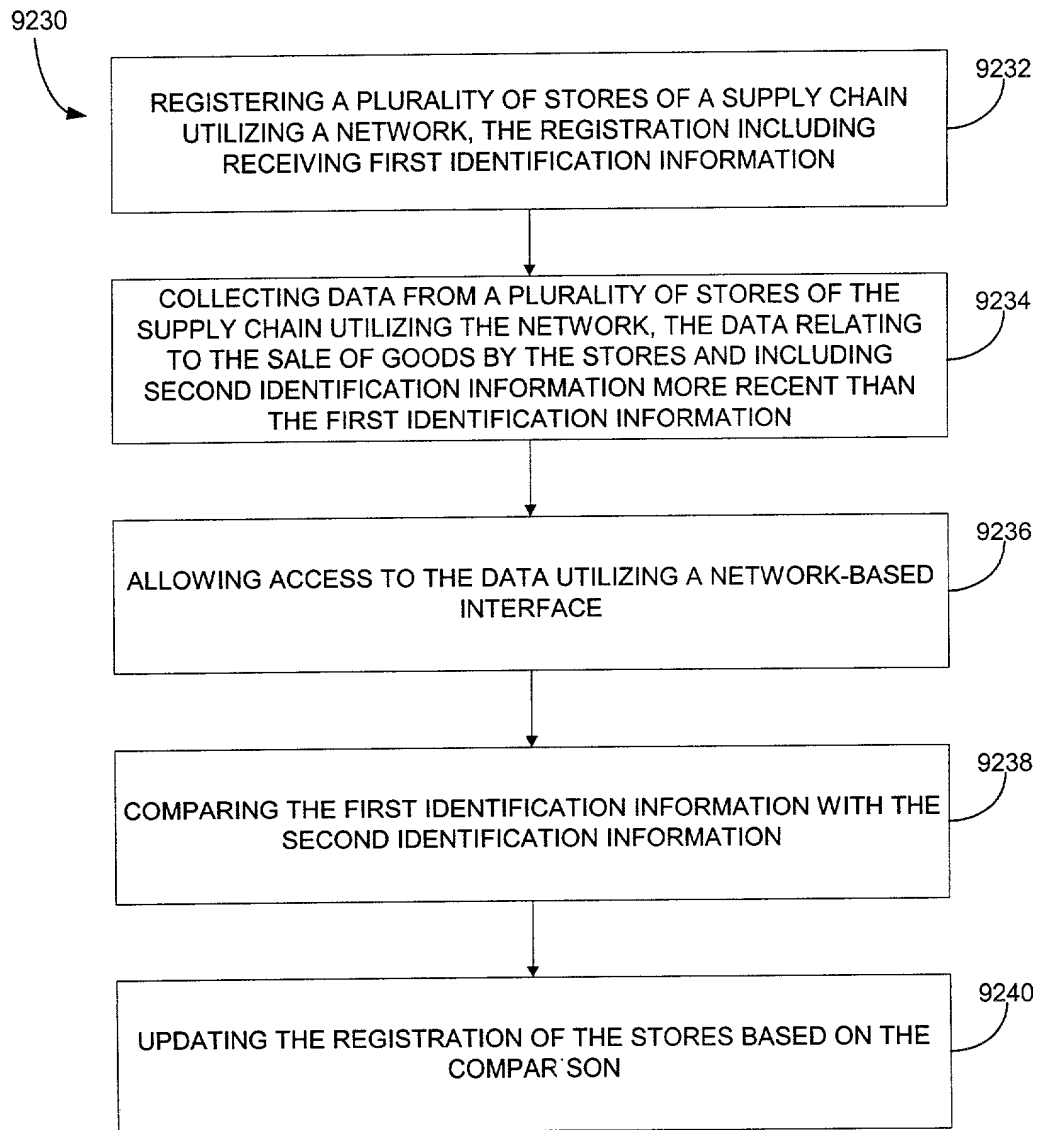 9230
9232
REGISTERING A PLURALITY OF STORES OF A SUPPLY CHAIN
UTILIZING A NETWORK, THE REGISTRATION INCLUDING
RECEIVING FIRST IDENTIFICATION INFORMATION
9234
COLLECTING DATA FROM A PLURALITY OF STORES OF THE
SUPPLY CHAIN UTILIZING THE NETWORK, THE DATA RELATING
TO THE SALE OF GOODS BY THE STORES AND INCLUDING
SECOND IDENTIFICATION INFORMATION MORE RECENT THAN
THE FIRST IDENTIFICATION INFORMATION
9236
ALLOWING ACCESS TO THE DATA UTILIZING A NETWORK-BASED
INTERFACE
9238
COMPARING THE FIRST IDENTIFICATION INFORMATION WITH THE
SECOND IDENTIFICATION INFORMATION
9240
UPDATING THE REGISTRATION OF THE STORES BASED ON THE
COMPARISON